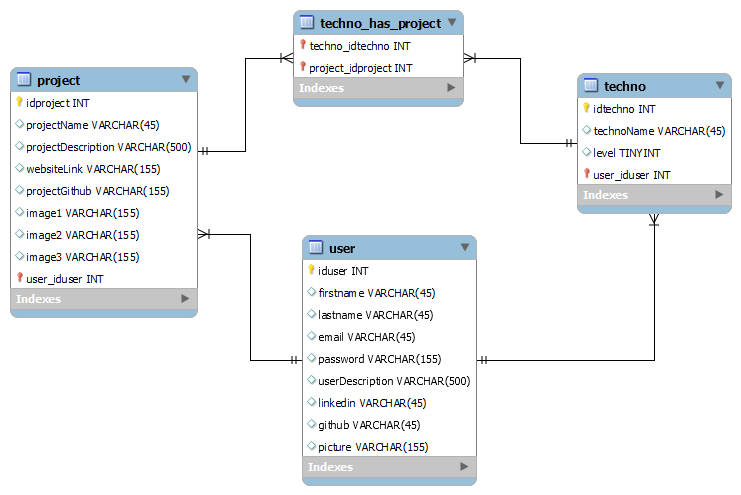 techno_has_project
techno_idtechno INT
project_idproject INT
Indexes
project
idproject INT
projectName VARCHAR(45)
projectDescription VARCHAR(500)
websiteLink VARCHAR(155)
projectGithub VARCHAR(155)
image1 VARCHAR(155)
image2 VARCHAR(155)
image3 VARCHAR(155)
user_iduser INT
Indexes
techno
idtechno INT
technoName VARCHAR(45)
level TINYINT
user_iduser INT
Indexes
user
iduser INT
firstname VARCHAR(45)
lastname VARCHAR(45)
email VARCHAR(45)
password VARCHAR(155)
userDescription VARCHAR(500)
linkedin VARCHAR(45)
github VARCHAR(45)
picture VARCHAR(155)
Indexes